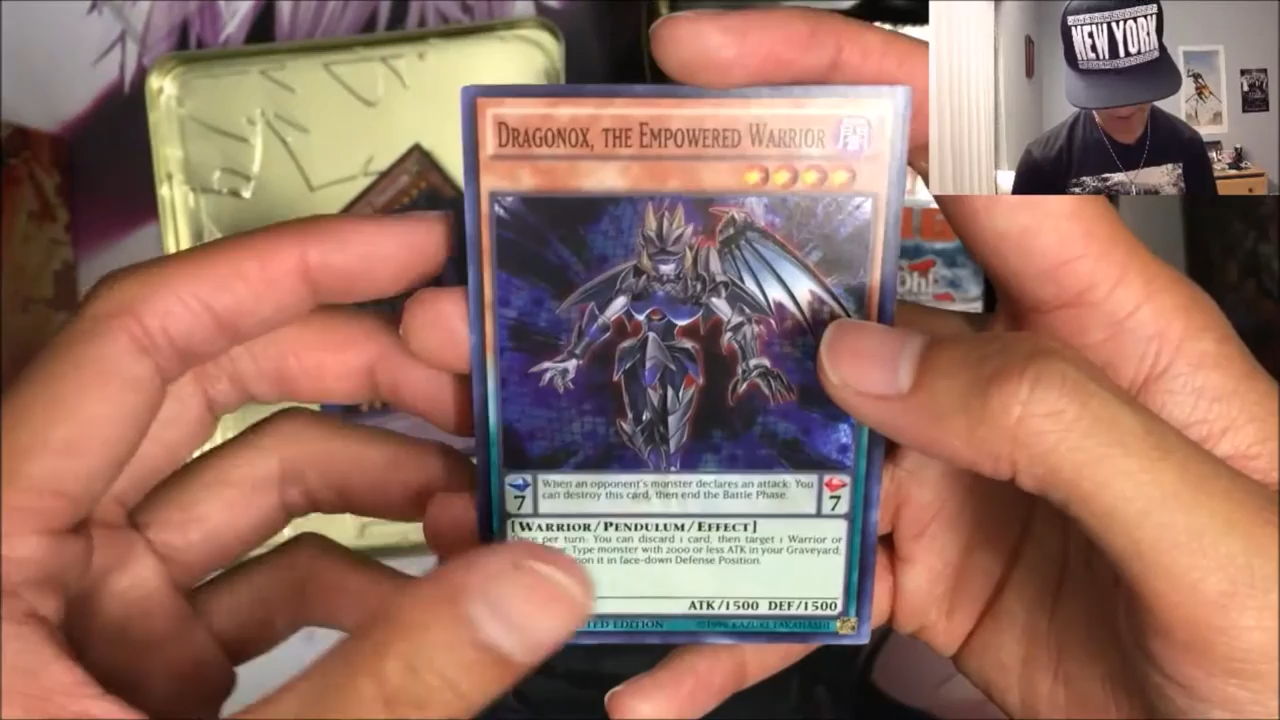 NEW YORK
DRAGONOX, THE EMPOWERED WARRIOR
闇
Oh!
7
When an opponent's monster declares an attack: You
can destroy this card, then end the Battle Phase.
7
[WARRIOR/PENDULUM/EFFECT]
Once per turn: You can discard 1 card, then target 1 Warrior or
-Type monster with 2000 or less ATK in your Graveyard;
on it in face-down Defense Position.
ATK/1500 DEF/1500
EDITION
©1996 KAZUKI TAKAHASHI